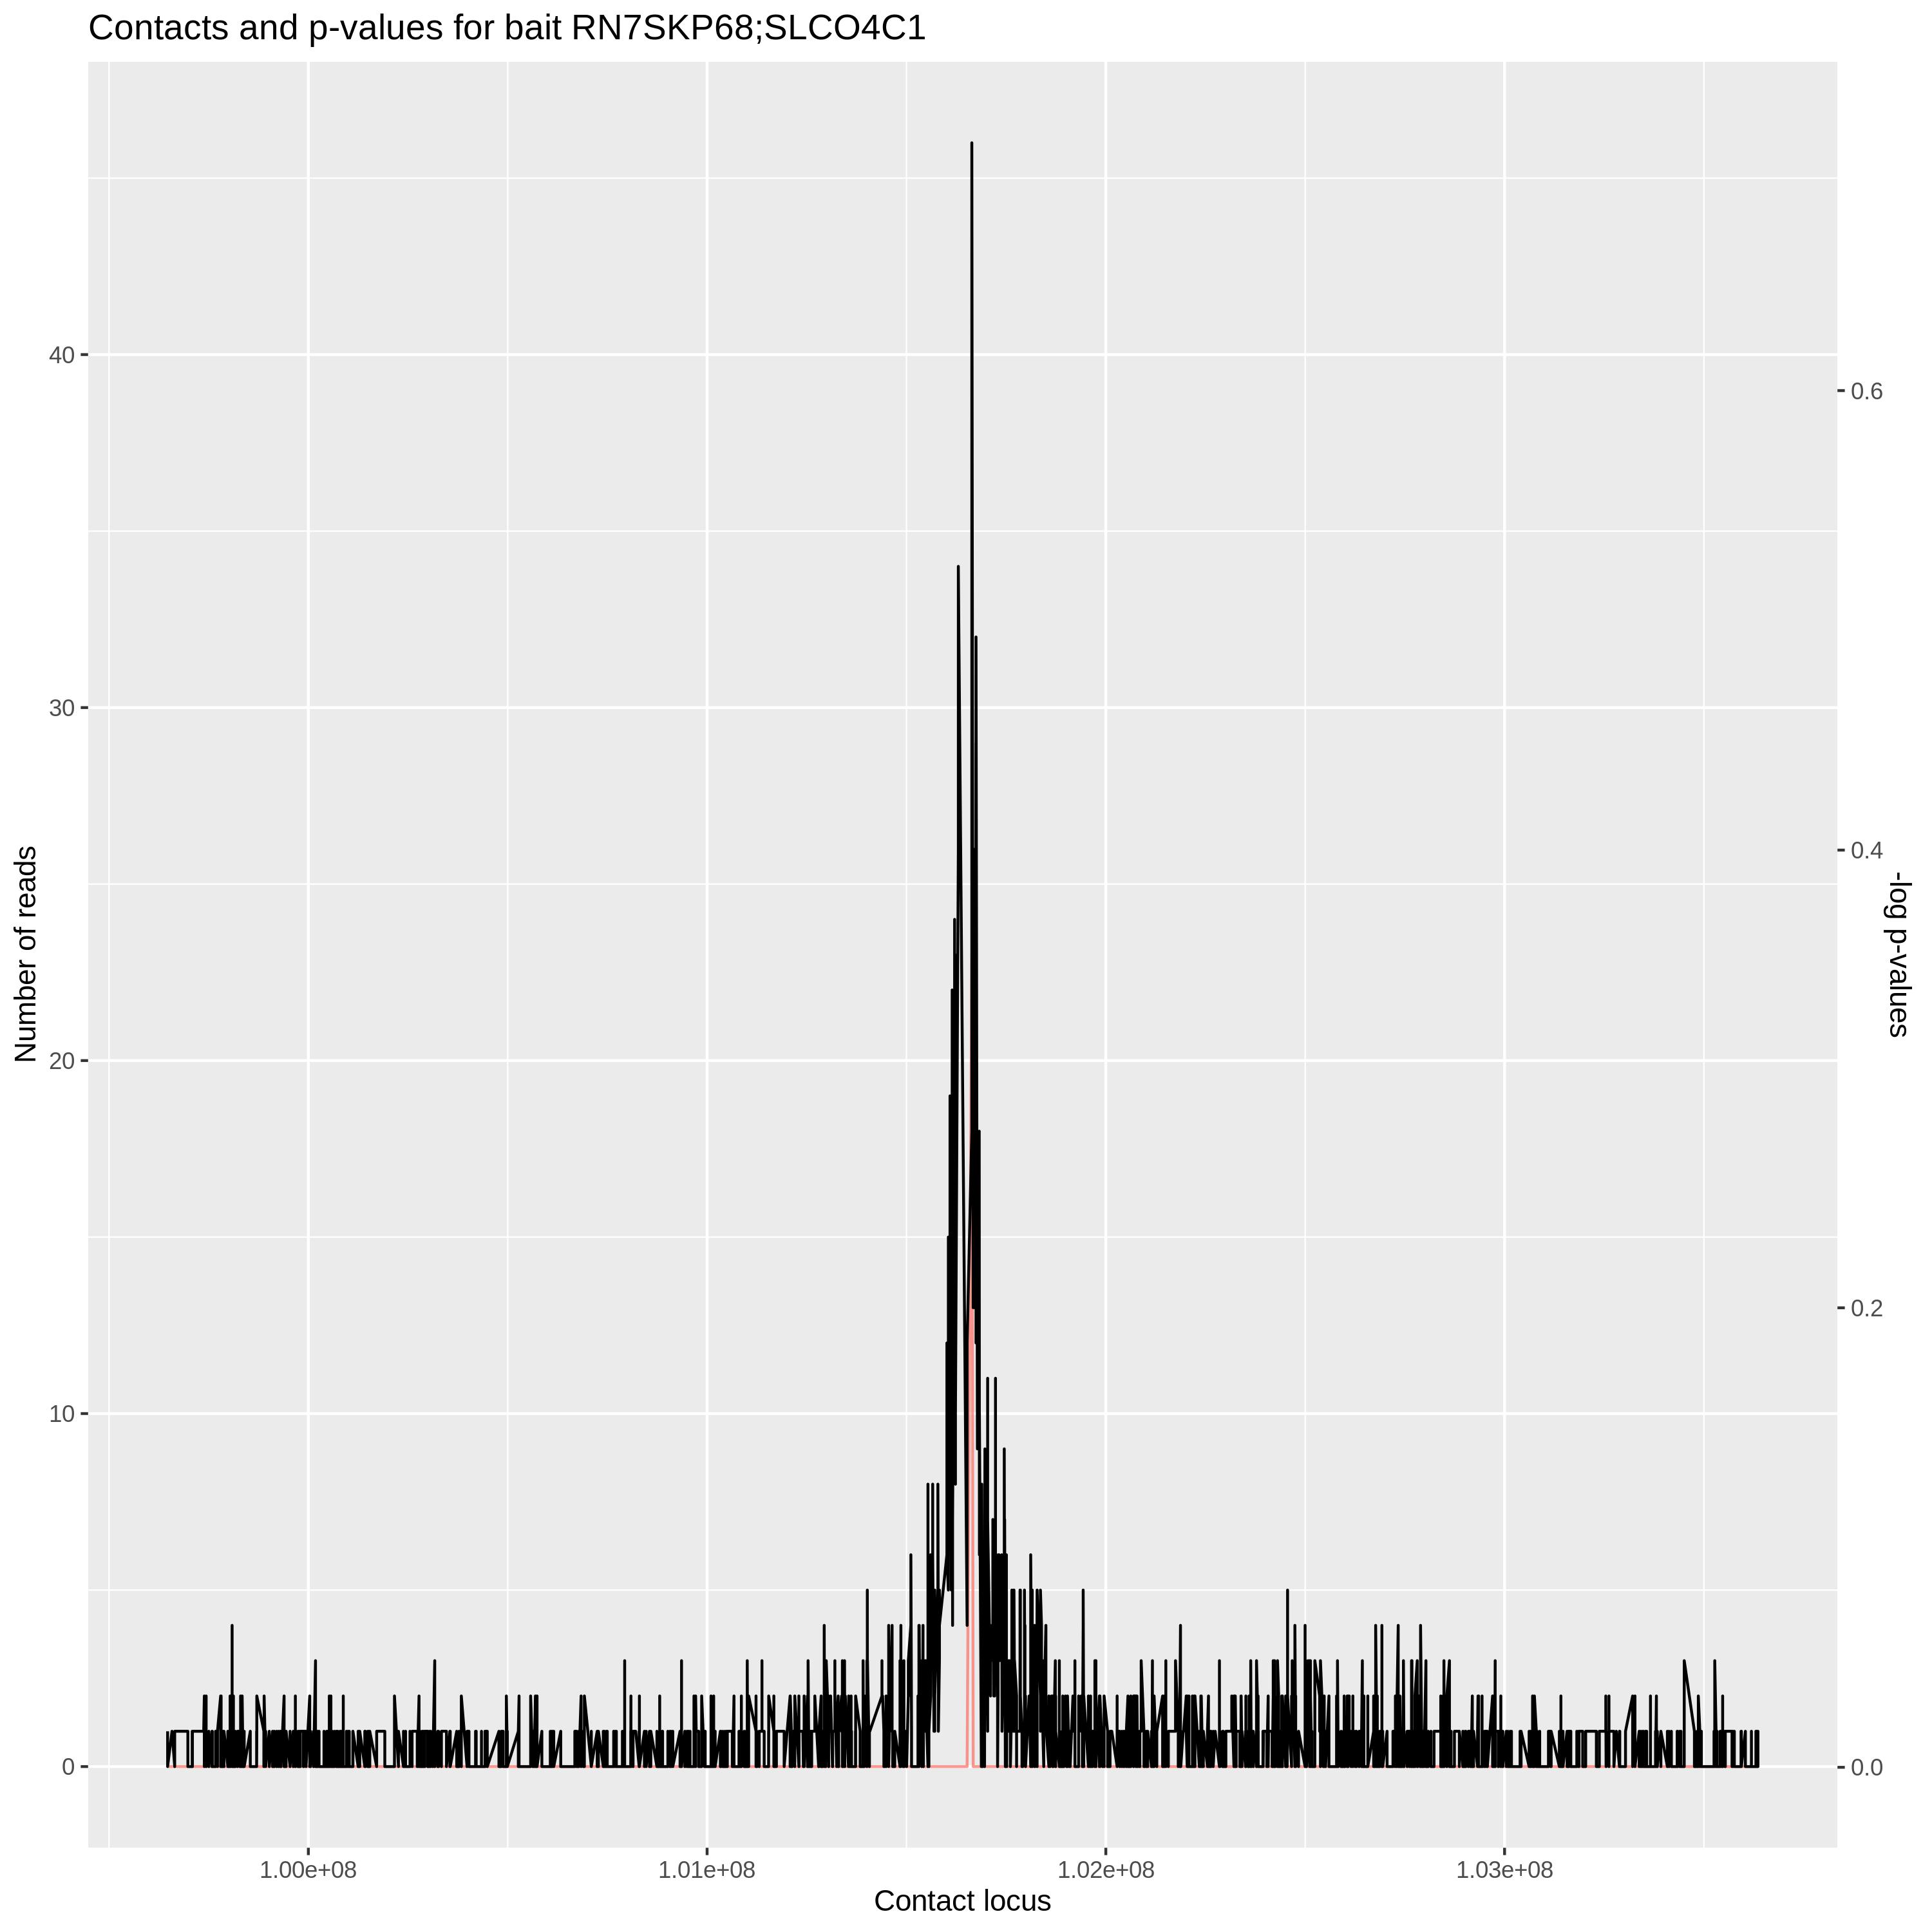 Contacts and p-values for bait RN7SKP68;SLCO4C1
Number of reads
40
30
20
10
0
0.6
0.4
0.2
0.0
-log p-values
1.00e+08
1.01e+08
1.02e+08
1.03e+08
Contact locus